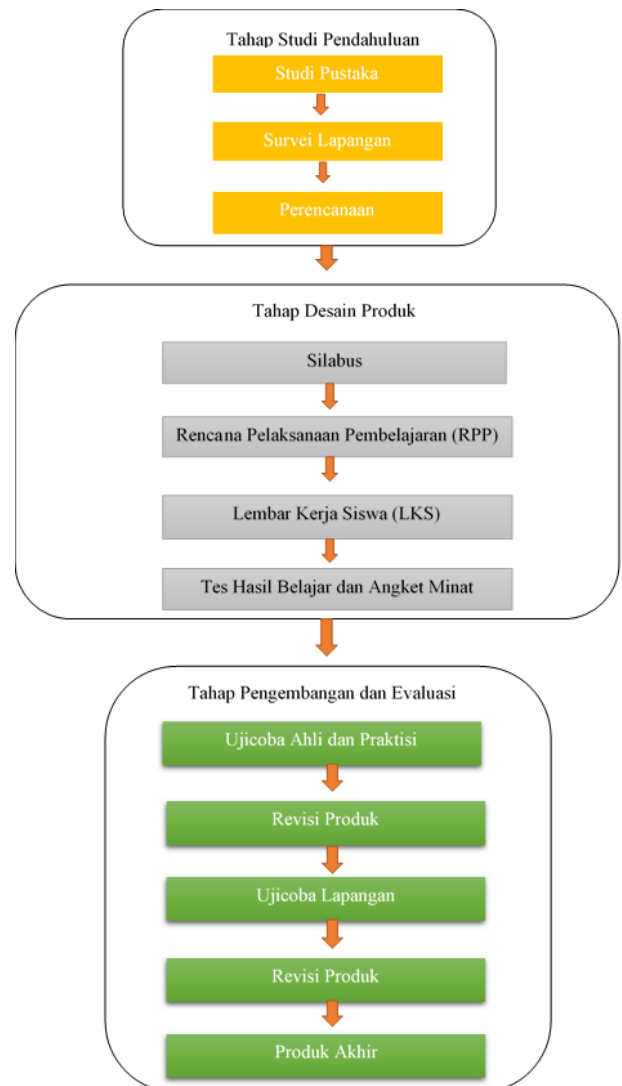 Tahap Studi Pendahuluan
Studi Pustaka
Survei Lapangan
Perencanaan
Tahap Desain Produk
Silabus
Rencana Pelaksanaan Pembelajaran (RPP)
Lembar Kerja Siswa (LKS)
Tes Hasil Belajar dan Angket Minat
Tahap Pengembangan dan Evaluasi
Ujicoba Ahli dan Praktisi
Revisi Produk
Ujicoba Lapangan
Revisi Produk
Produk Akhir